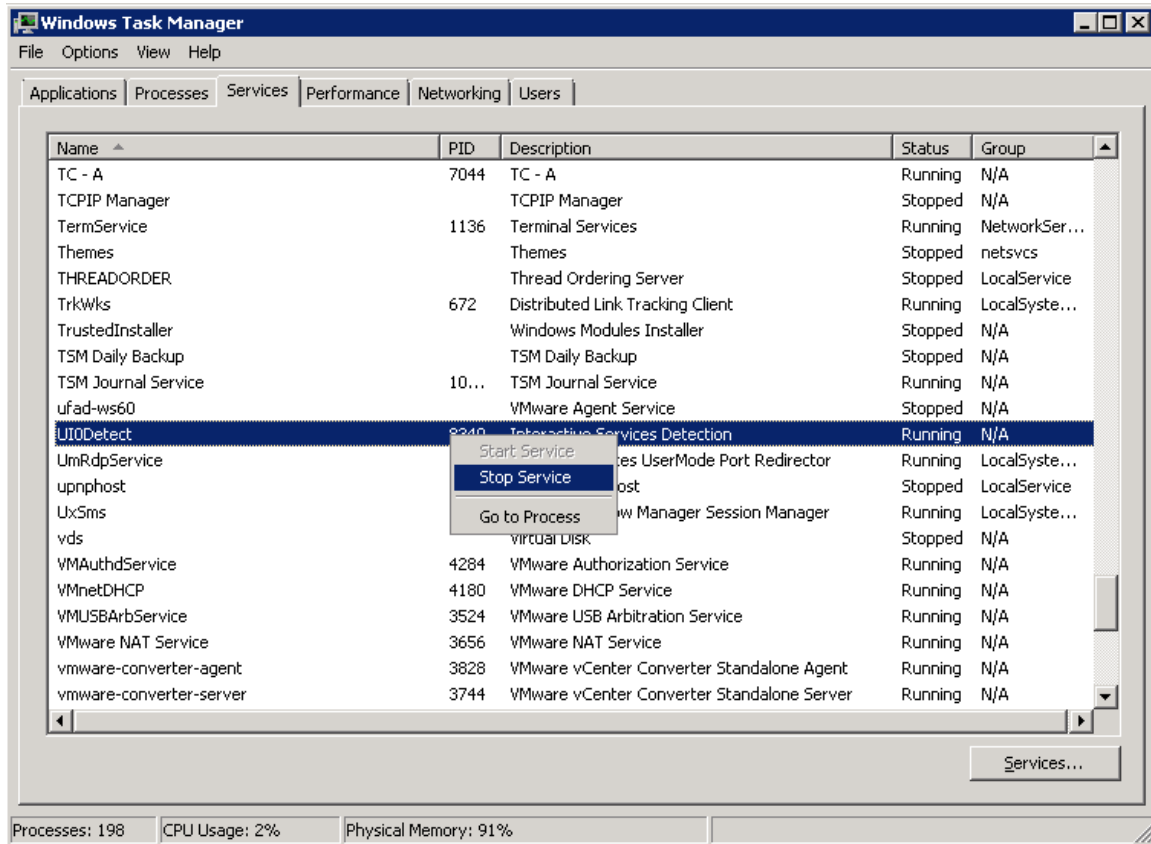 Windows Task Manager
File Options View Help
Applications Processes Services Performance Networking Users
Name PID Description Status Group
TC - A 7044 TC - A Running N/A
TCPIP Manager TCPIP Manager Stopped N/A
TermService 1136 Terminal Services Running NetworkSer...
Themes Themes Stopped netsvcs
THREADORDER Thread Ordering Server Stopped LocalService
TrkWks 672 Distributed Link Tracking Client Running LocalSyste...
TrustedInstaller Windows Modules Installer Stopped N/A
TSM Daily Backup TSM Daily Backup Stopped N/A
TSM Journal Service 10... TSM Journal Service Running N/A
ufad-ws60 VMware Agent Service Stopped N/A
UI0Detect Interactive Services Detection Running N/A
Start Service
UmRdpService es UserMode Port Redirector Running LocalSyste...
Stop Service
upnphost ost Stopped LocalService
UxSms Go to Process w Manager Session Manager Running LocalSyste...
vds Virtual Disk Stopped N/A
VMAuthdService 4284 VMware Authorization Service Running N/A
VMnetDHCP 4180 VMware DHCP Service Running N/A
VMUSBArbService 3524 VMware USB Arbitration Service Running N/A
VMware NAT Service 3656 VMware NAT Service Running N/A
vmware-converter-agent 3828 VMware vCenter Converter Standalone Agent Running N/A
vmware-converter-server 3744 VMware vCenter Converter Standalone Server Running N/A
Services...
Processes: 198 CPU Usage: 2% Physical Memory: 91%